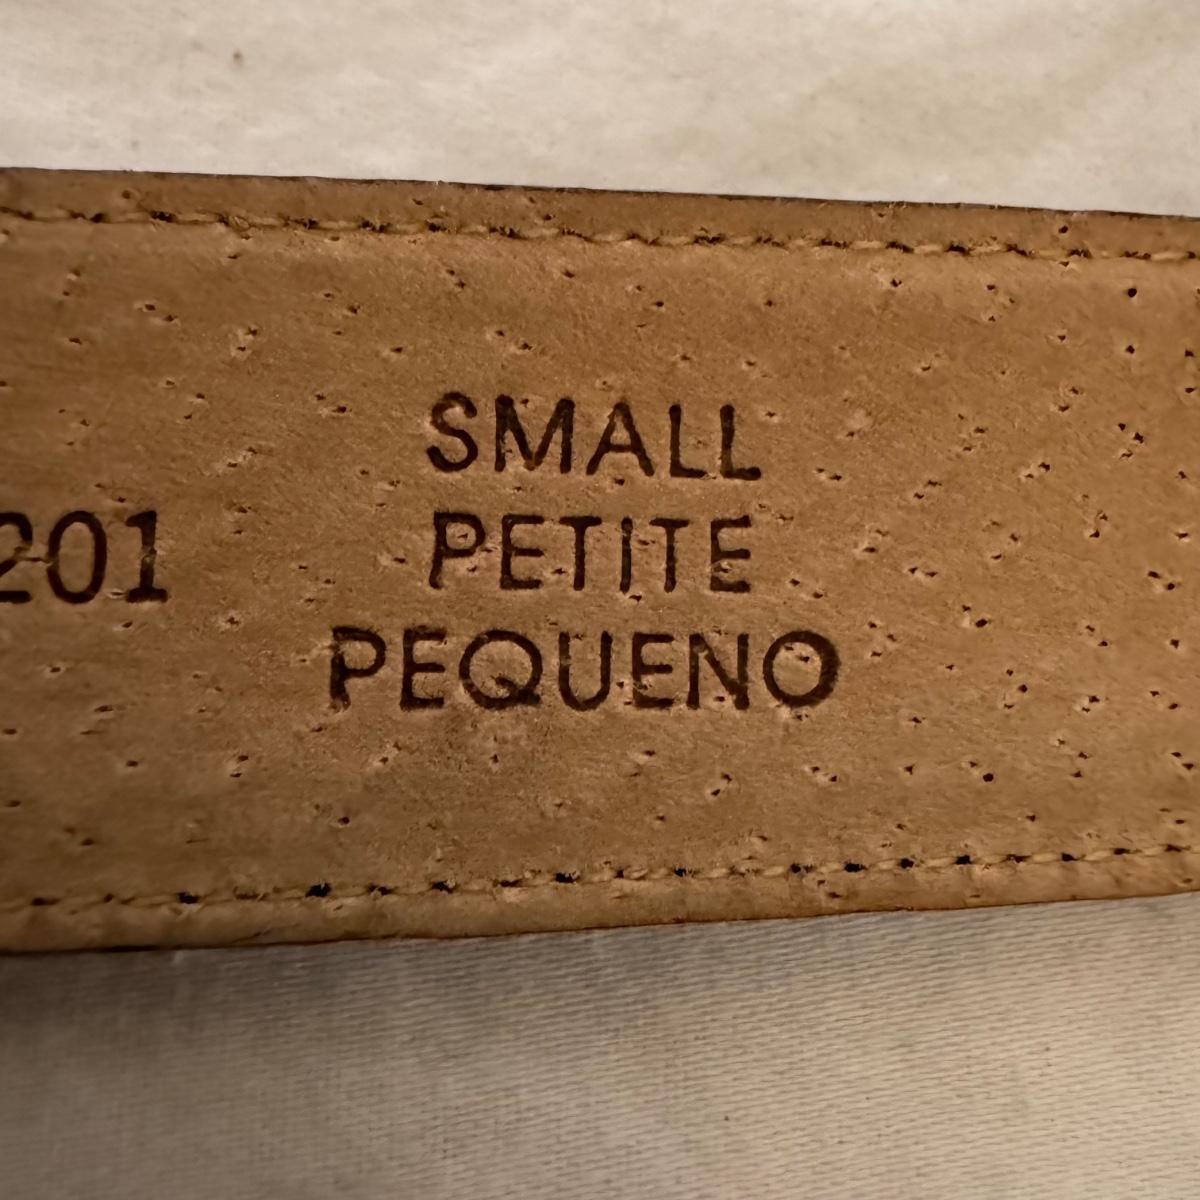 201
SMALL
PETITE
PEQUENO